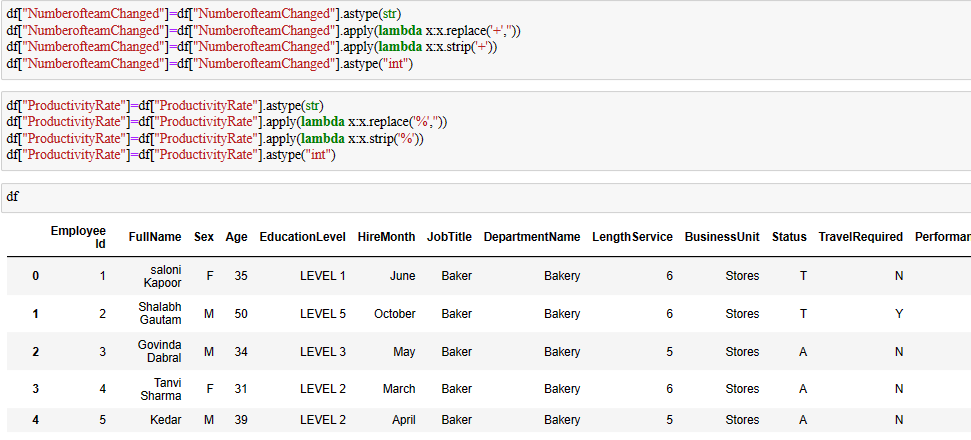 df["NumberofteamChanged"]=df["NumberofteamChanged"].astype(str)
df["NumberofteamChanged"]=df["NumberofteamChanged"].apply(lambda x:x.replace('+',''))
df["NumberofteamChanged"]=df["NumberofteamChanged"].apply(lambda x:x.strip('+'))
df["NumberofteamChanged"]=df["NumberofteamChanged"].astype("int")
df["ProductivityRate"]=df["ProductivityRate"].astype(str)
df["ProductivityRate"]=df["ProductivityRate"].apply(lambda x:x.replace('%',''))
df["ProductivityRate"]=df["ProductivityRate"].apply(lambda x:x.strip('%'))
df["ProductivityRate"]=df["ProductivityRate"].astype("int")
df
Employee Id FullName Sex Age EducationLevel HireMonth JobTitle DepartmentName LengthService BusinessUnit Status TravelRequired Performan
0 1 saloni Kapoor F 35 LEVEL 1 June Baker Bakery 6 Stores T N
1 2 Shalabh Gautam M 50 LEVEL 5 October Baker Bakery 6 Stores T Y
2 3 Govinda Dabral M 34 LEVEL 3 May Baker Bakery 5 Stores A N
3 4 Tanvi Sharma F 31 LEVEL 2 March Baker Bakery 6 Stores A N
4 5 Kedar M 39 LEVEL 2 April Baker Bakery 5 Stores A N